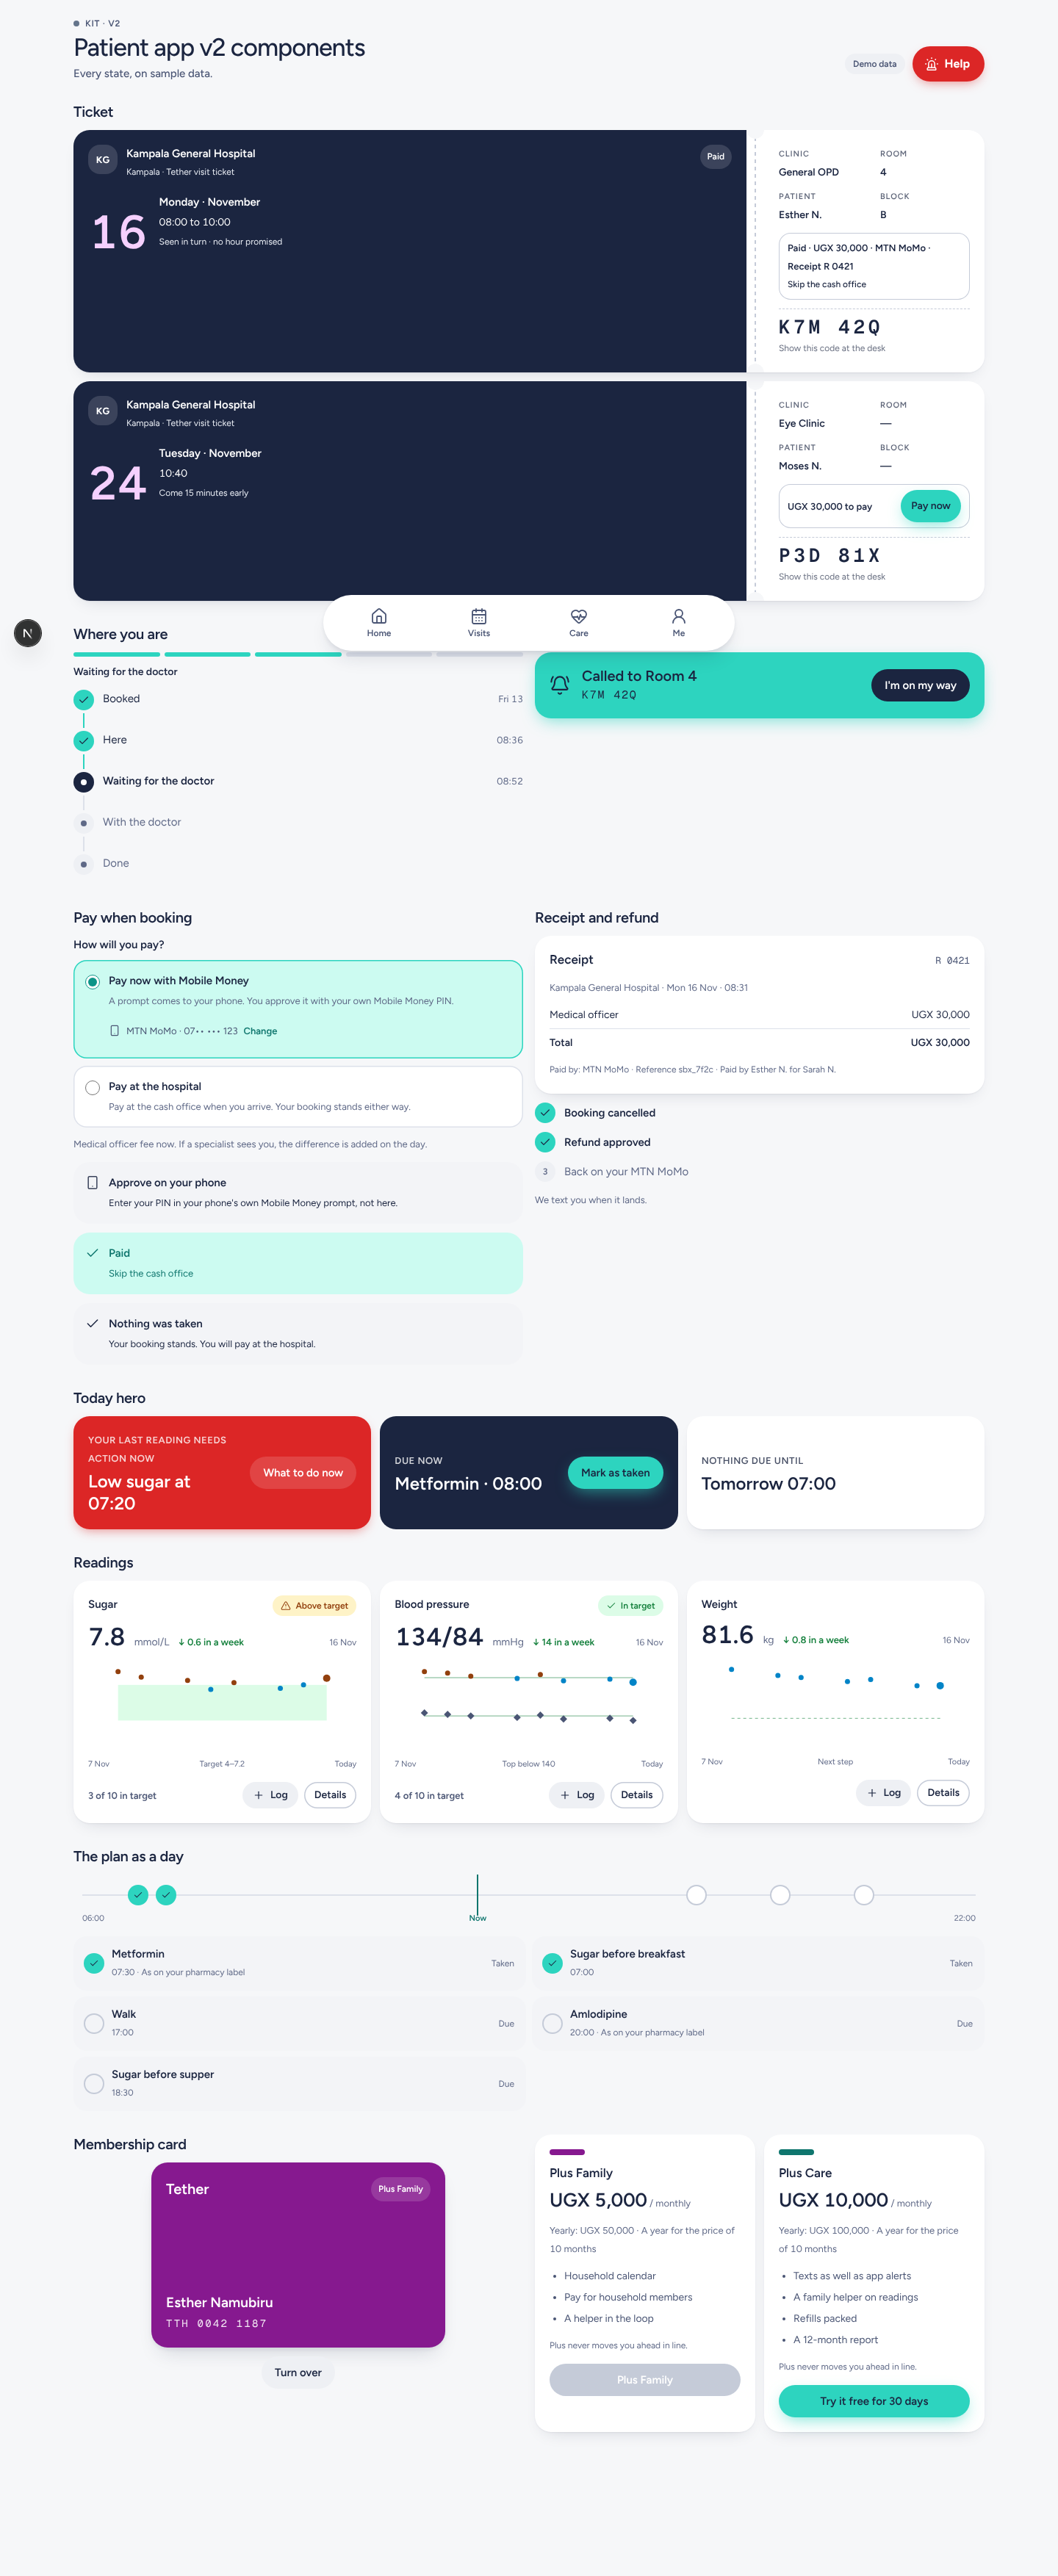 KIT · V2
Patient app v2 components
Every state, on sample data.
Demo data
Help
Ticket
KG
Kampala General Hospital
Kampala · Tether visit ticket
Paid
16
Monday · November
08:00 to 10:00
Seen in turn · no hour promised
CLINIC
ROOM
General OPD
4
PATIENT
BLOCK
Esther N.
B
Paid · UGX 30,000 · MTN MoMo ·
Receipt R 0421
Skip the cash office
K7M 42Q
Show this code at the desk
KG
Kampala General Hospital
Kampala · Tether visit ticket
24
Tuesday · November
10:40
Come 15 minutes early
CLINIC
ROOM
Eye Clinic
—
PATIENT
BLOCK
Moses N.
—
UGX 30,000 to pay
Pay now
P3D 81X
Show this code at the desk
Home
Visits
Care
Me
N
Where you are
Waiting for the doctor
Booked
Fri 13
Here
08:36
Waiting for the doctor
08:52
With the doctor
Done
Called to Room 4
K7M 42Q
I'm on my way
Pay when booking
How will you pay?
Pay now with Mobile Money
A prompt comes to your phone. You approve it with your own Mobile Money PIN.
MTN MoMo · 07•• ••• 123 Change
Pay at the hospital
Pay at the cash office when you arrive. Your booking stands either way.
Medical officer fee now. If a specialist sees you, the difference is added on the day.
Approve on your phone
Enter your PIN in your phone's own Mobile Money prompt, not here.
Paid
Skip the cash office
Nothing was taken
Your booking stands. You will pay at the hospital.
Receipt and refund
Receipt
R 0421
Kampala General Hospital · Mon 16 Nov · 08:31
Medical officer
UGX 30,000
Total
UGX 30,000
Paid by: MTN MoMo · Reference sbx_7f2c · Paid by Esther N. for Sarah N.
Booking cancelled
Refund approved
3
Back on your MTN MoMo
We text you when it lands.
Today hero
YOUR LAST READING NEEDS
ACTION NOW
Low sugar at
07:20
What to do now
DUE NOW
Metformin · 08:00
Mark as taken
NOTHING DUE UNTIL
Tomorrow 07:00
Readings
Sugar
Above target
7.8 mmol/L ↓ 0.6 in a week
16 Nov
7 Nov
Target 4–7.2
Today
3 of 10 in target
Log
Details
Blood pressure
In target
134/84 mmHg ↓ 14 in a week
16 Nov
7 Nov
Top below 140
Today
4 of 10 in target
Log
Details
Weight
81.6 kg ↓ 0.8 in a week
16 Nov
7 Nov
Next step
Today
Log
Details
The plan as a day
06:00
Now
22:00
Metformin
07:30 · As on your pharmacy label
Taken
Sugar before breakfast
07:00
Taken
Walk
17:00
Due
Amlodipine
20:00 · As on your pharmacy label
Due
Sugar before supper
18:30
Due
Membership card
Tether
Plus Family
Esther Namubiru
TTH 0042 1187
Turn over
Plus Family
UGX 5,000 / monthly
Yearly: UGX 50,000 · A year for the price of
10 months
• Household calendar
• Pay for household members
• A helper in the loop
Plus never moves you ahead in line.
Plus Family
Plus Care
UGX 10,000 / monthly
Yearly: UGX 100,000 · A year for the price
of 10 months
• Texts as well as app alerts
• A family helper on readings
• Refills packed
• A 12-month report
Plus never moves you ahead in line.
Try it free for 30 days